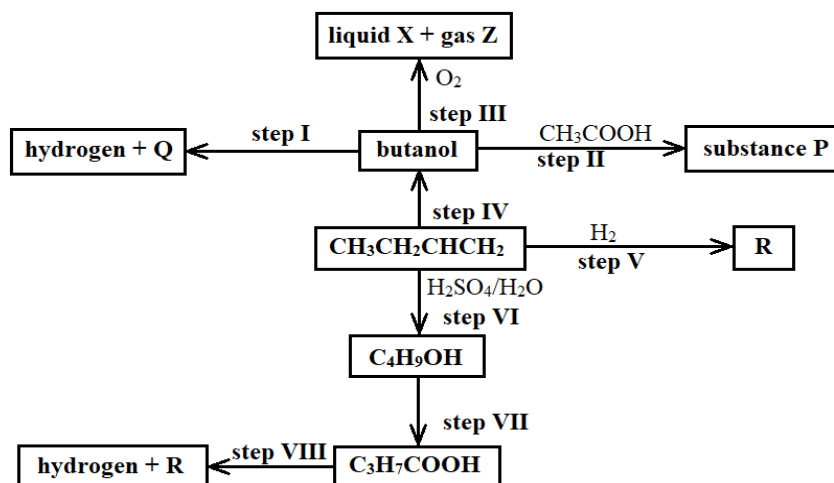 liquid X + gas Z
O₂
step III
step I
CH₃COOH
hydrogen + Q
butanol
step II
substance P
step IV
CH3CH₂CHCH₂
H₂
step V
R
H₂SO₄/H₂O
step VI
C₄H₉OH
step VII
step VIII
hydrogen + R
C₃H₇COOH